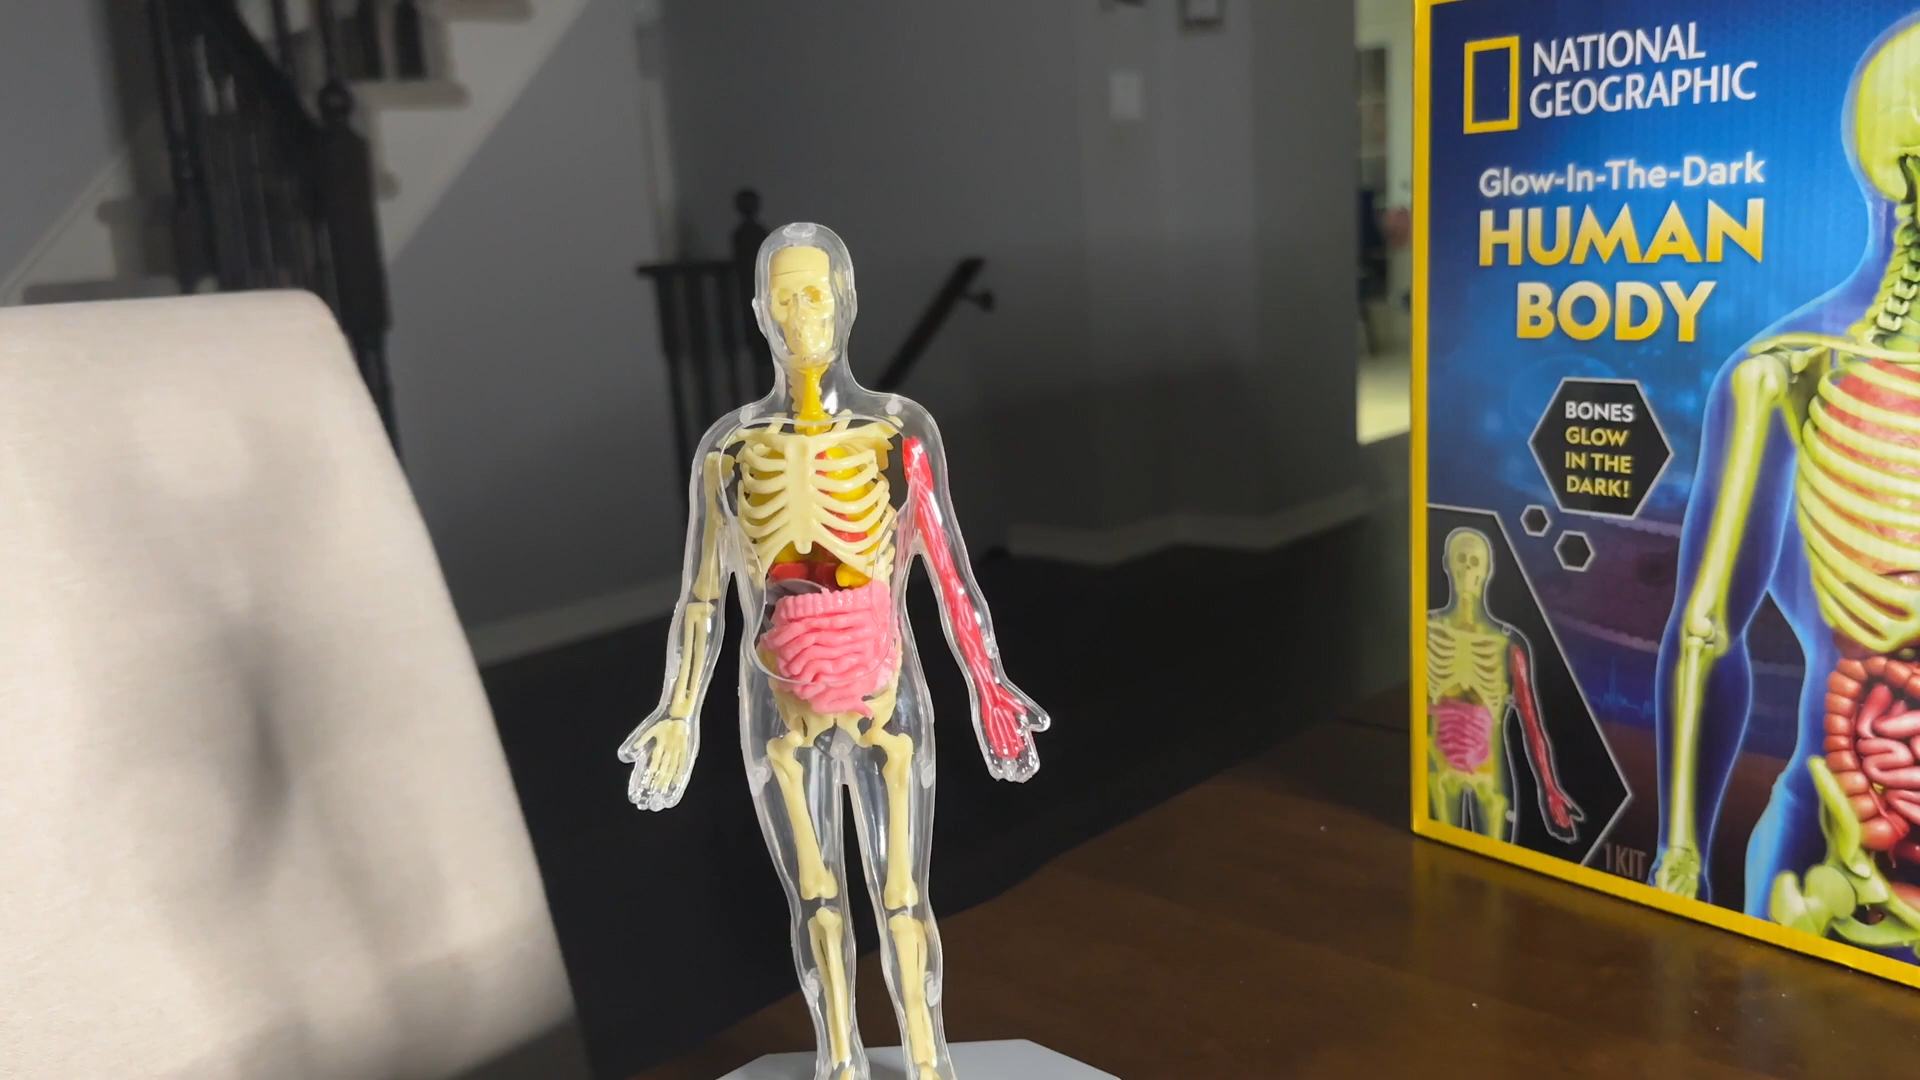 NATIONAL
GEOGRAPHIC
Glow-In-The-Dark
HUMAN
BODY
BONES
GLOW
IN THE
DARK!
1 KIT